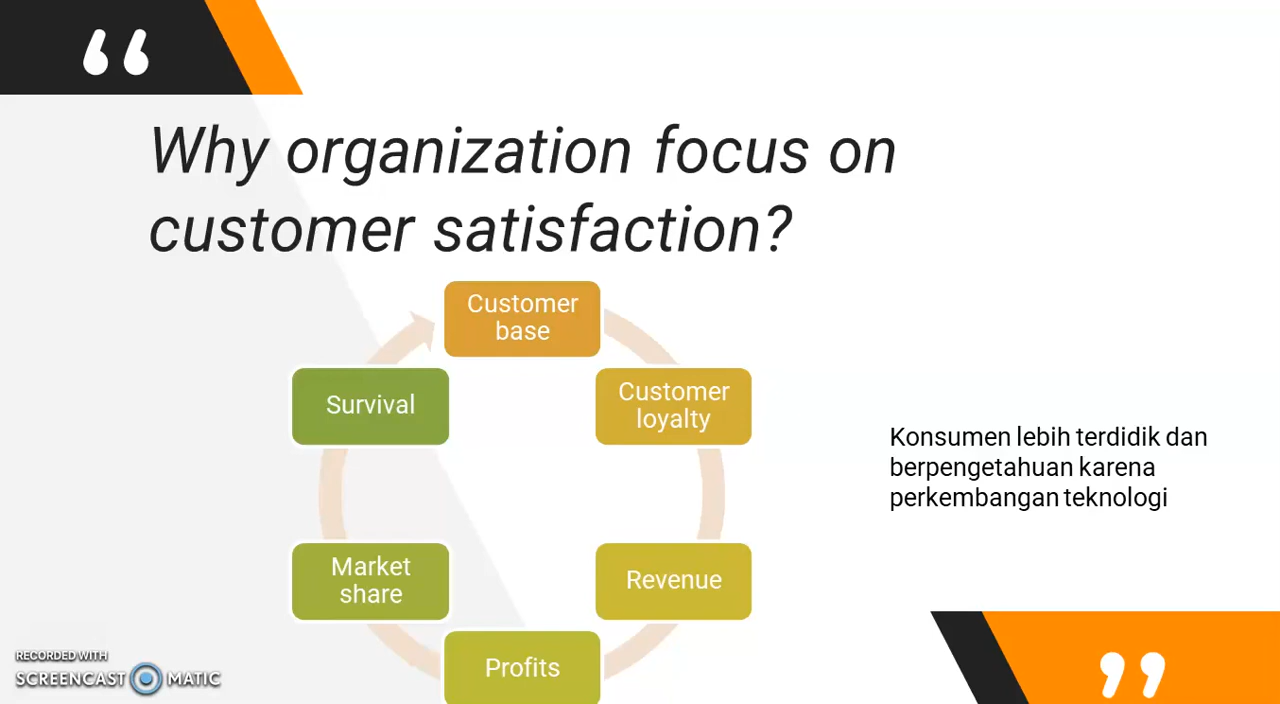 “
Why organization focus on
customer satisfaction?
Customer
base
Customer
loyalty
Revenue
Profits
Market
share
Survival
Konsumen lebih terdidik dan
berpengetahuan karena
perkembangan teknologi
”
RECORDED WITH
SCREENCAST MATIC